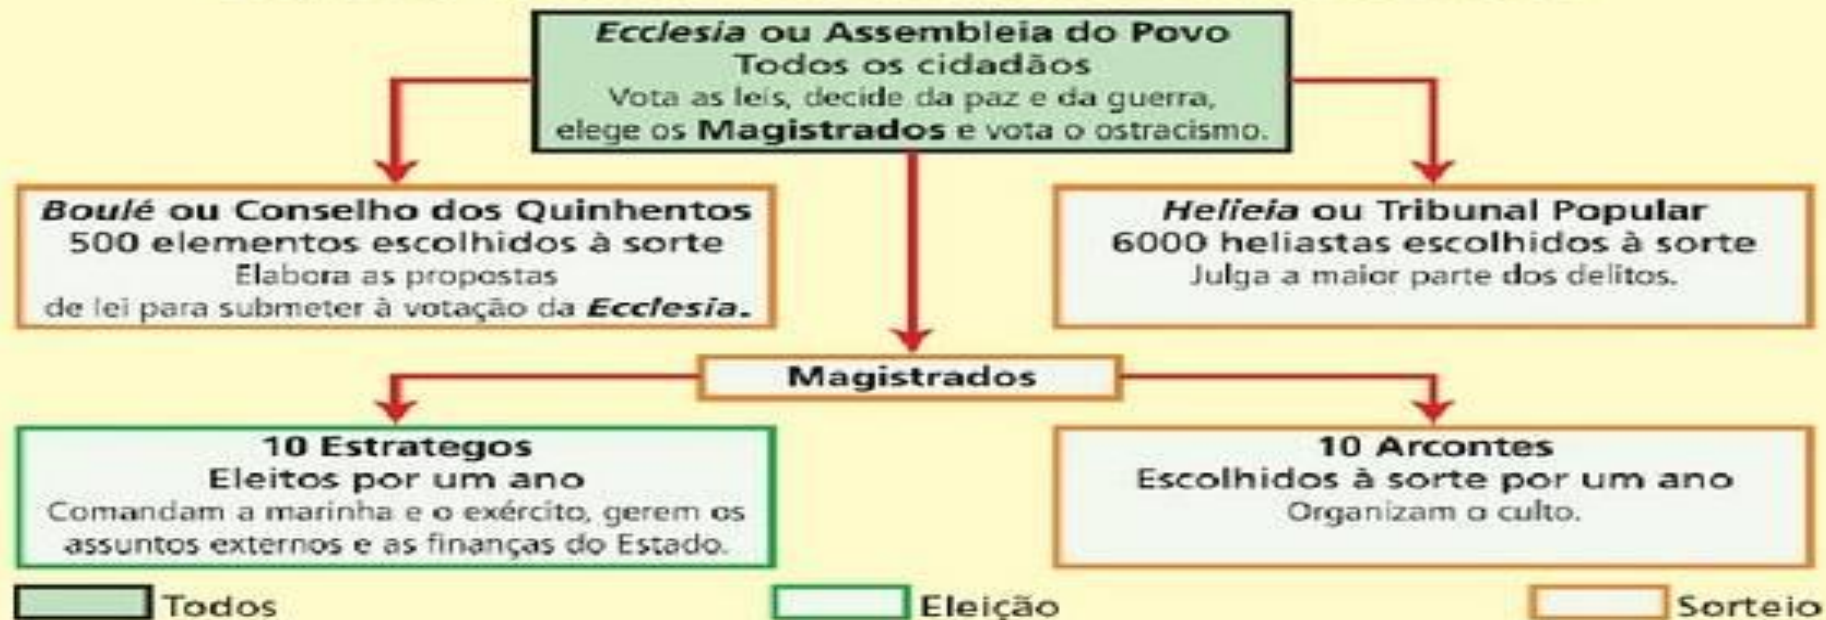 Ecclesia ou Assembleia do Povo
Todos os cidadãos
Vota as leis, decide da paz e da guerra,
elege os Magistrados e vota o ostracismo.
Boulé ou Conselho dos Quinhentos
500 elementos escolhidos à sorte
Elabora as propostas
de lei para submeter à votação da Ecclesia.
Helieia ou Tribunal Popular
6000 heliastas escolhidos à sorte
Julga a maior parte dos delitos.
Magistrados
10 Estrategos
Eleitos por um ano
Comandam a marinha e o exército, gerem os
assuntos externos e as finanças do Estado.
10 Arcontes
Escolhidos à sorte por um ano
Organizam o culto.
Todos
Eleição
Sorteio